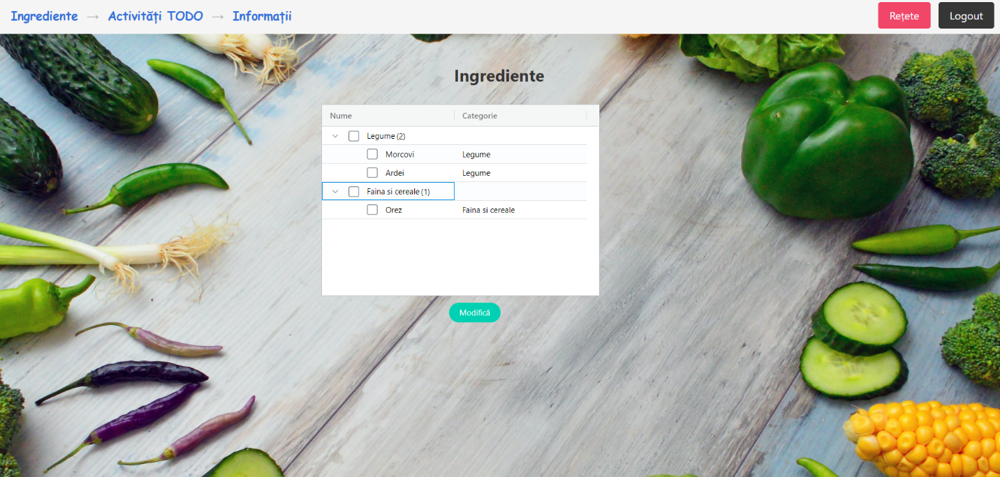 Ingrediente → Activități TODO → Informații Rețete Logout
Ingrediente
Nume Categorie
Legume (2)
Morcovi Legume
Ardei Legume
Faina si cereale (1)
Orez Faina si cereale
Modifică